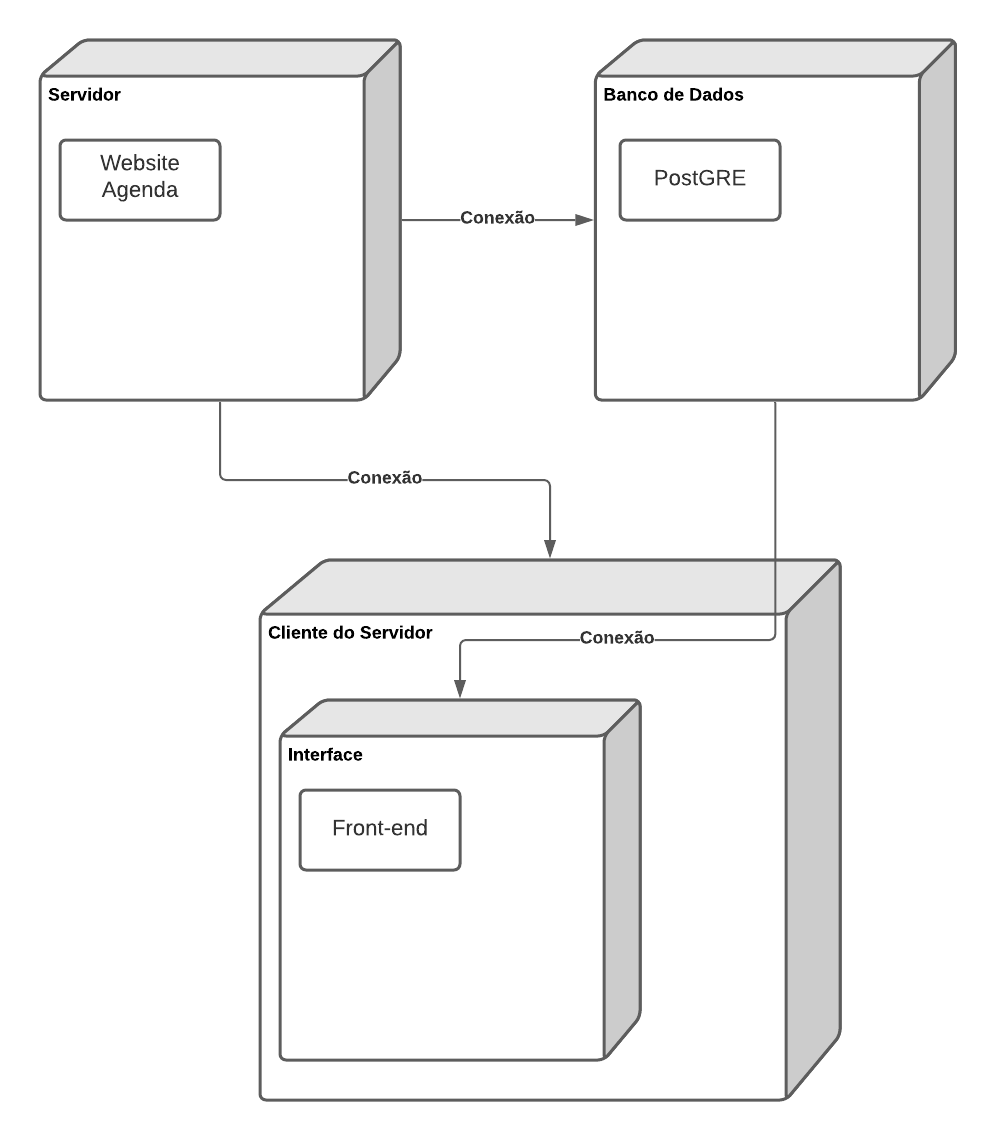 Servidor
Website
Agenda
Conexão
Banco de Dados
PostGRE
Conexão
Cliente do Servidor
Conexão
Interface
Front-end